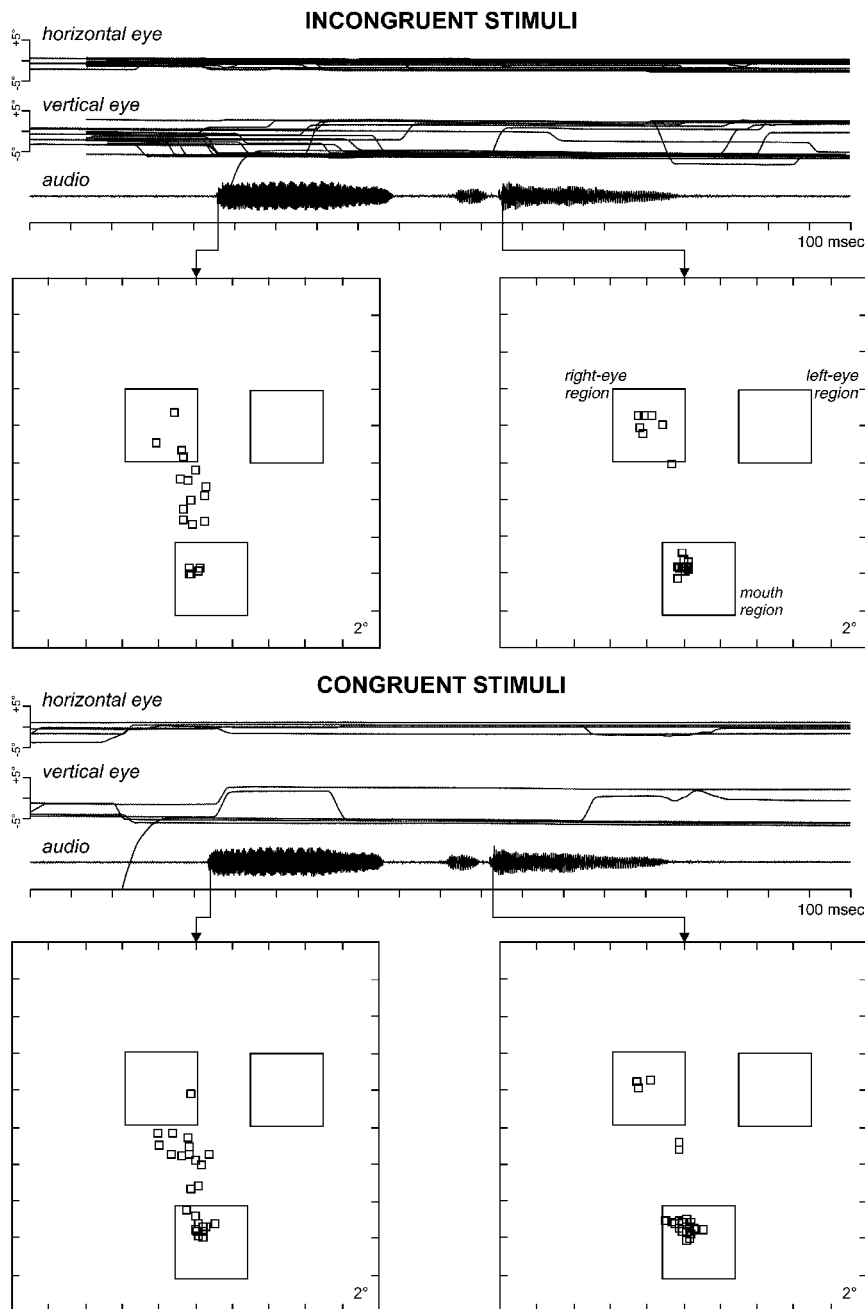 INCONGRUENT STIMULI
horizontal eye
+5°
-5°
vertical eye
+5°
-5°
audio
100 msec
right-eye
region
left-eye
region
mouth
region
2°
2°
CONGRUENT STIMULI
horizontal eye
+5°
-5°
vertical eye
+5°
-5°
audio
100 msec
2°
2°